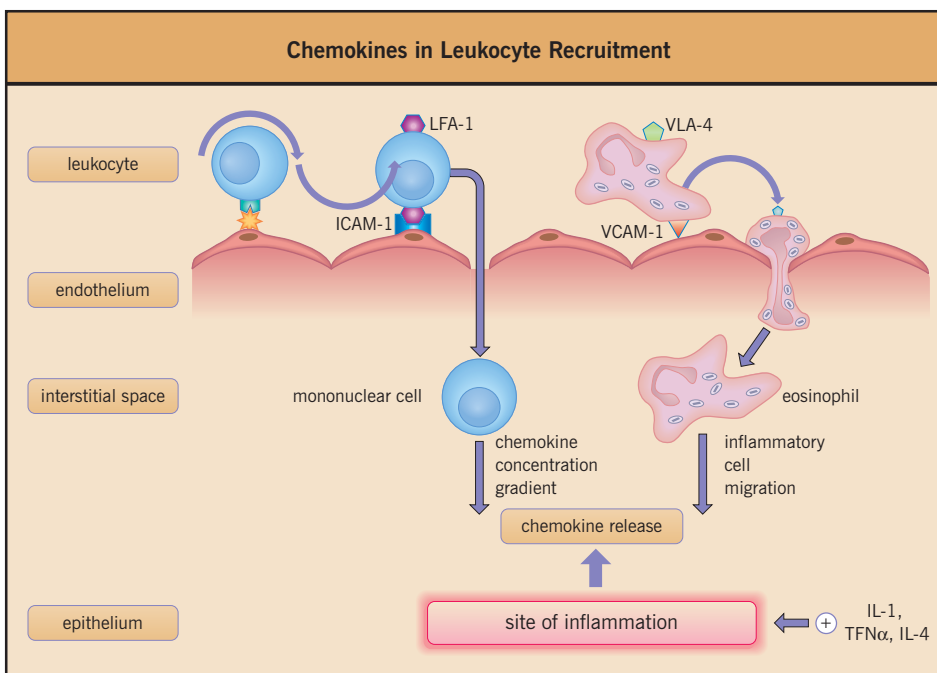 Chemokines in Leukocyte Recruitment
leukocyte
LFA-1
ICAM-1
VLA-4
VCAM-1
endothelium
interstitial space
mononuclear cell
eosinophil
chemokine
concentration
gradient
inflammatory
cell
migration
chemokine release
epithelium
site of inflammation
+
IL-1,
TFNα, IL-4